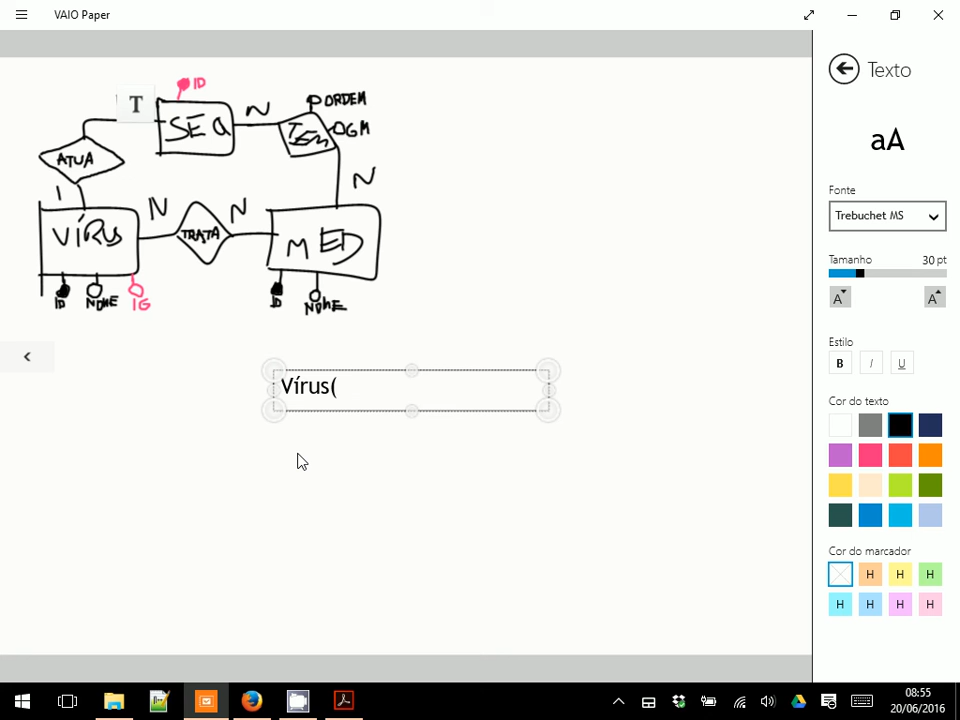 VAIO Paper
Texto
aA
Fonte
Trebuchet MS
Tamanho 30 pt
A A
Estilo
B I U
Cor do texto
Cor do marcador
H H H
H H H H
T
ID
ORDEM
SEQ N TEM OGM
ATUA
1 N
N N
VÍRUS TRATA MED
ID NOME IG ID NOME
Vírus(
08:55
20/06/2016